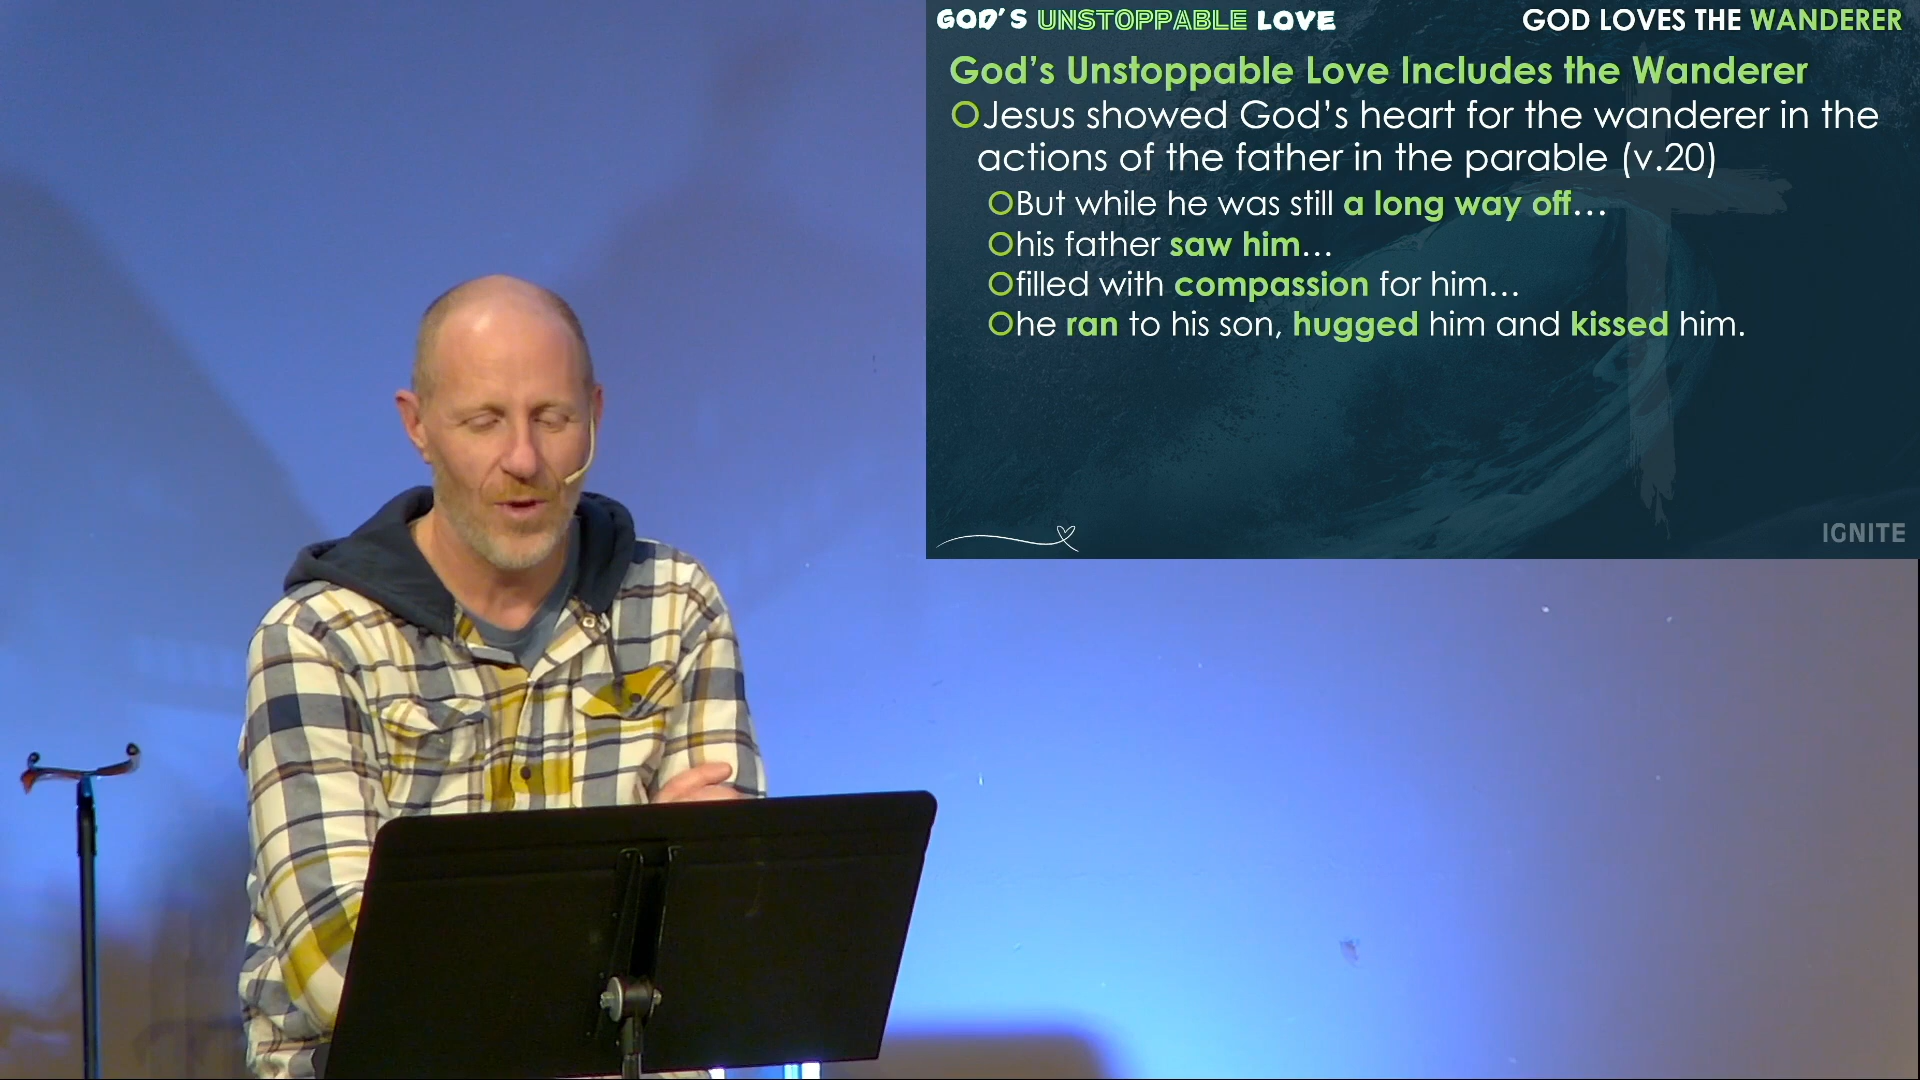 GOD'S UNSTOPPABLE LOVE
GOD LOVES THE WANDERER
God's Unstoppable Love Includes the Wanderer
Jesus showed God's heart for the wanderer in the
actions of the father in the parable (v.20)
But while he was still a long way off…
his father saw him…
filled with compassion for him…
he ran to his son, hugged him and kissed him.
IGNITE